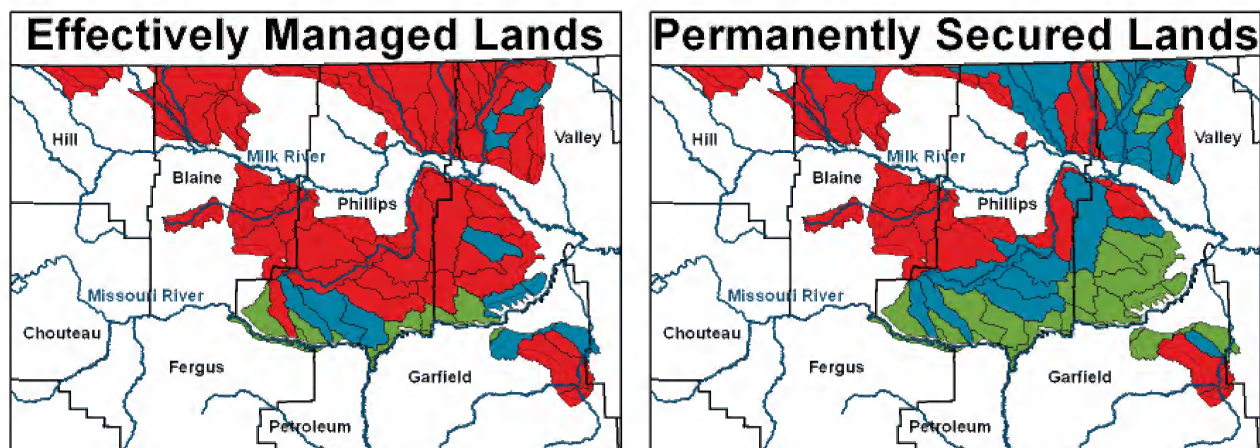 Effectively Managed Lands
Hill
Valley
Milk River
Blaine
Phillips
Missouri River
Chouteau
Fergus
Garfield
Petroleum
Permanently Secured Lands
Hill
Valley
Milk River
Blaine
Phillips
Missouri River
Chouteau
Fergus
Garfield
Petroleum